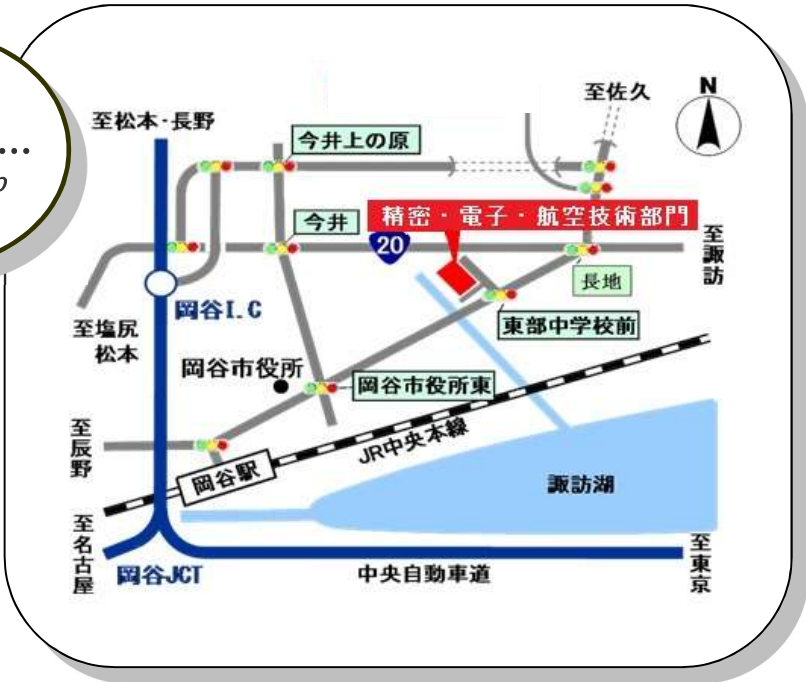 ...
至佐久
N
至松本・長野
今井上の原
精密・電子・航空技術部門
今井
20
至諏訪
長地
岡谷I.C
東部中学校前
至塩尻
松本
岡谷市役所
岡谷市役所東
至辰野
JR中央本線
岡谷駅
諏訪湖
至名古屋
岡谷JCT
中央自動車道
至東京